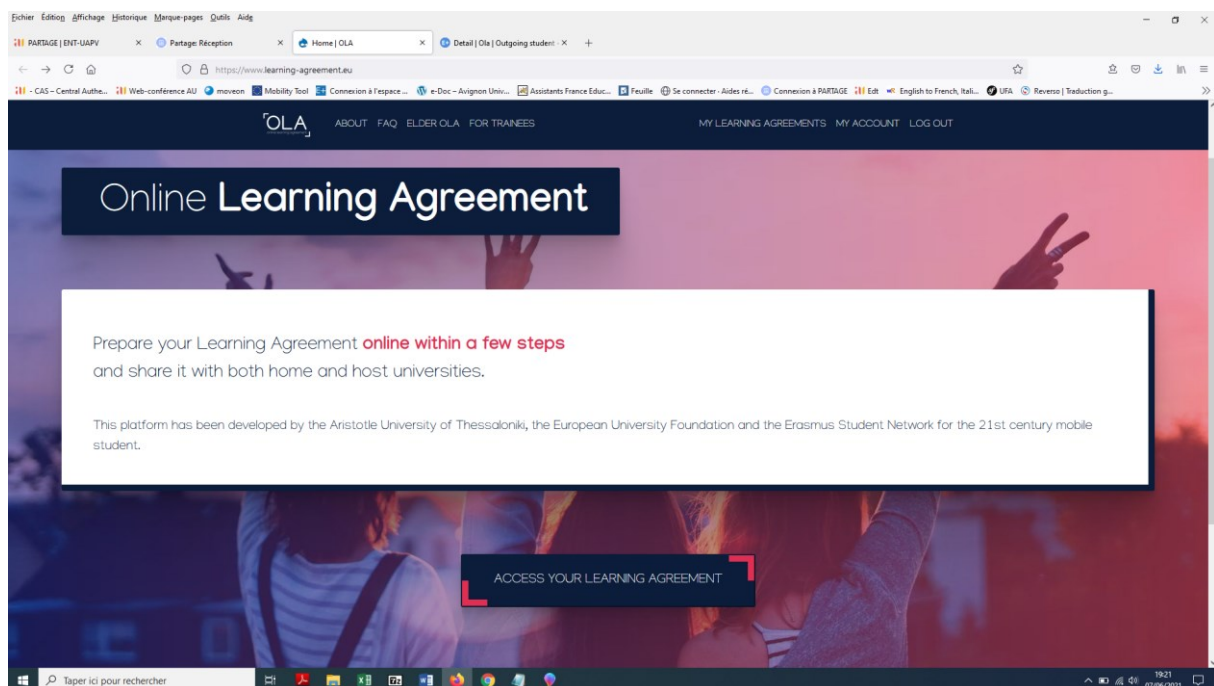 Fichier Édition Affichage Historique Marque-pages Outils Aide
PARTAGE | ENT-UAPV
Partage: Réception
Home | OLA
Detail | Ola | Outgoing student
https://www.learning-agreement.eu
- CAS – Central Authe... Web-conférence AU moveon Mobility Tool Connexion à l'espace ... e-Doc – Avignon Univ... Assistants France Educ... Feuille Se connecter - Aides ré... Connexion à PARTAGE Edt English to French, Itali... UFA Reverso | Traduction g...
OLA ABOUT FAQ ELDER OLA FOR TRAINEES MY LEARNING AGREEMENTS MY ACCOUNT LOG OUT
Online Learning Agreement
Prepare your Learning Agreement online within a few steps
and share it with both home and host universities.
This platform has been developed by the Aristotle University of Thessaloniki, the European University Foundation and the Erasmus Student Network for the 21st century mobile
student.
ACCESS YOUR LEARNING AGREEMENT
Taper ici pour rechercher
19:21
07/06/2021